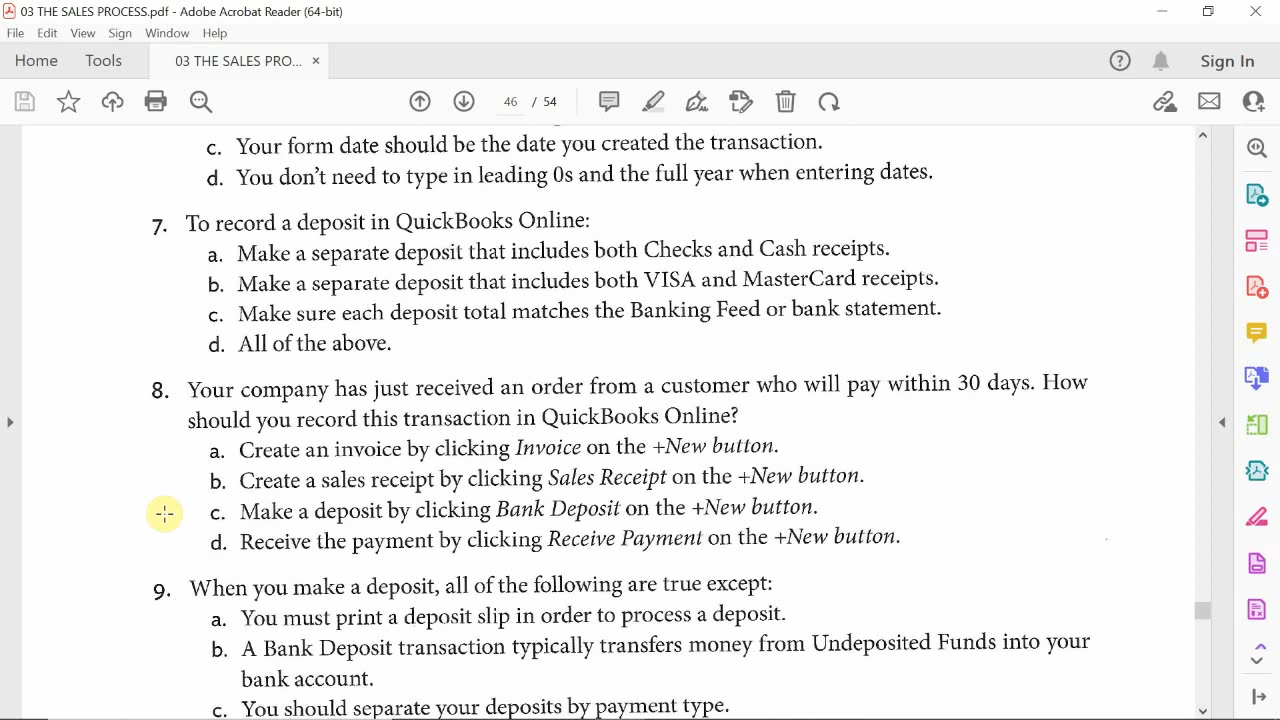 03 THE SALES PROCESS.pdf - Adobe Acrobat Reader (64-bit)
File Edit View Sign Window Help
Home Tools 03 THE SALES PRO... × Sign In
46 / 54
c. Your form date should be the date you created the transaction.
d. You don't need to type in leading 0s and the full year when entering dates.
7. To record a deposit in QuickBooks Online:
a. Make a separate deposit that includes both Checks and Cash receipts.
b. Make a separate deposit that includes both VISA and MasterCard receipts.
c. Make sure each deposit total matches the Banking Feed or bank statement.
d. All of the above.
8. Your company has just received an order from a customer who will pay within 30 days. How
should you record this transaction in QuickBooks Online?
a. Create an invoice by clicking Invoice on the +New button.
b. Create a sales receipt by clicking Sales Receipt on the +New button.
c. Make a deposit by clicking Bank Deposit on the +New button.
d. Receive the payment by clicking Receive Payment on the +New button.
9. When you make a deposit, all of the following are true except:
a. You must print a deposit slip in order to process a deposit.
b. A Bank Deposit transaction typically transfers money from Undeposited Funds into your
bank account.
c. You should separate your deposits by payment type.